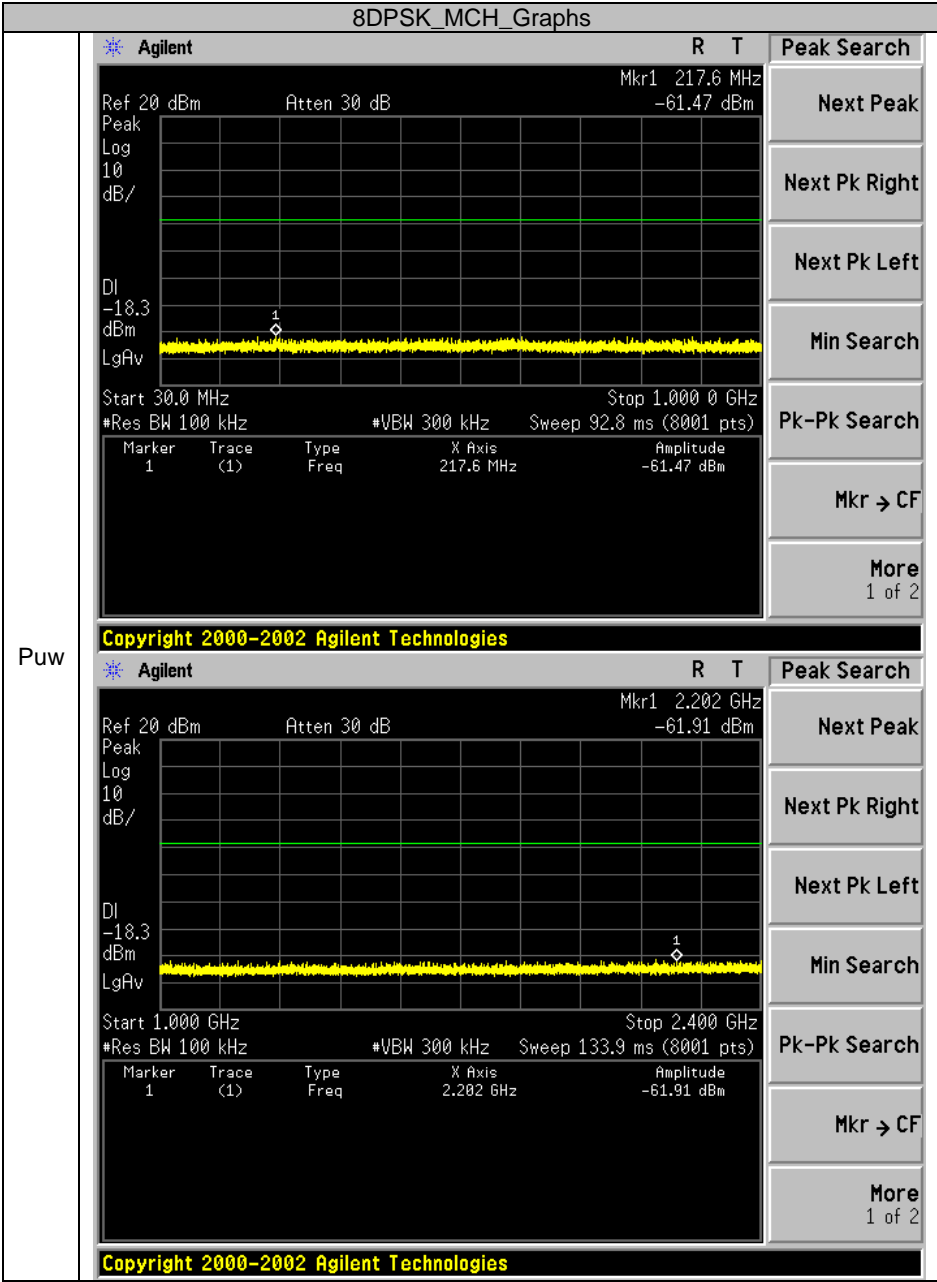 8DPSK_MCH_Graphs
Puw
Agilent R T Peak Search
Mkr1 217.6 MHz
Ref 20 dBm Atten 30 dB -61.47 dBm
Next Peak
Peak
Log
10
dB/
Next Pk Right
Next Pk Left
DI
-18.3
dBm
LgAv
1
Min Search
Start 30.0 MHz Stop 1.000 0 GHz
#Res BW 100 kHz #VBW 300 kHz Sweep 92.8 ms (8001 pts)
Pk-Pk Search
Marker Trace Type X Axis Amplitude
1 (1) Freq 217.6 MHz -61.47 dBm
Mkr → CF
More
1 of 2
Copyright 2000-2002 Agilent Technologies
Agilent R T Peak Search
Mkr1 2.202 GHz
Ref 20 dBm Atten 30 dB -61.91 dBm
Next Peak
Peak
Log
10
dB/
Next Pk Right
Next Pk Left
DI
-18.3
dBm
LgAv
1
Min Search
Start 1.000 GHz Stop 2.400 GHz
#Res BW 100 kHz #VBW 300 kHz Sweep 133.9 ms (8001 pts)
Pk-Pk Search
Marker Trace Type X Axis Amplitude
1 (1) Freq 2.202 GHz -61.91 dBm
Mkr → CF
More
1 of 2
Copyright 2000-2002 Agilent Technologies